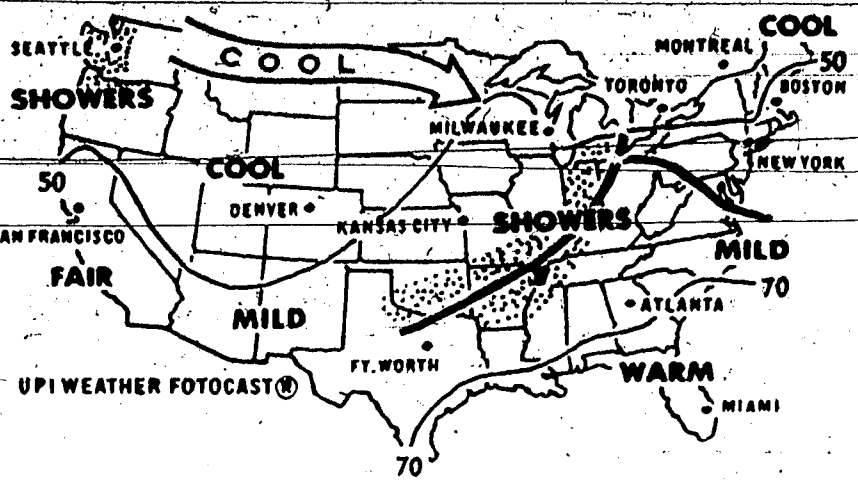 COOL
SEATTLE
COOL
MONTREAL
50
TORONTO
BOSTON
SHOWERS
MILWAUKEE
COOL
NEW YORK
50
DENVER
KANSAS CITY
SHOWERS
AN FRANCISCO
MILD
FAIR
70
ATLANTA
MILD
FT. WORTH
WARM
UPI WEATHER FOTOCAST®
MIAMI
70